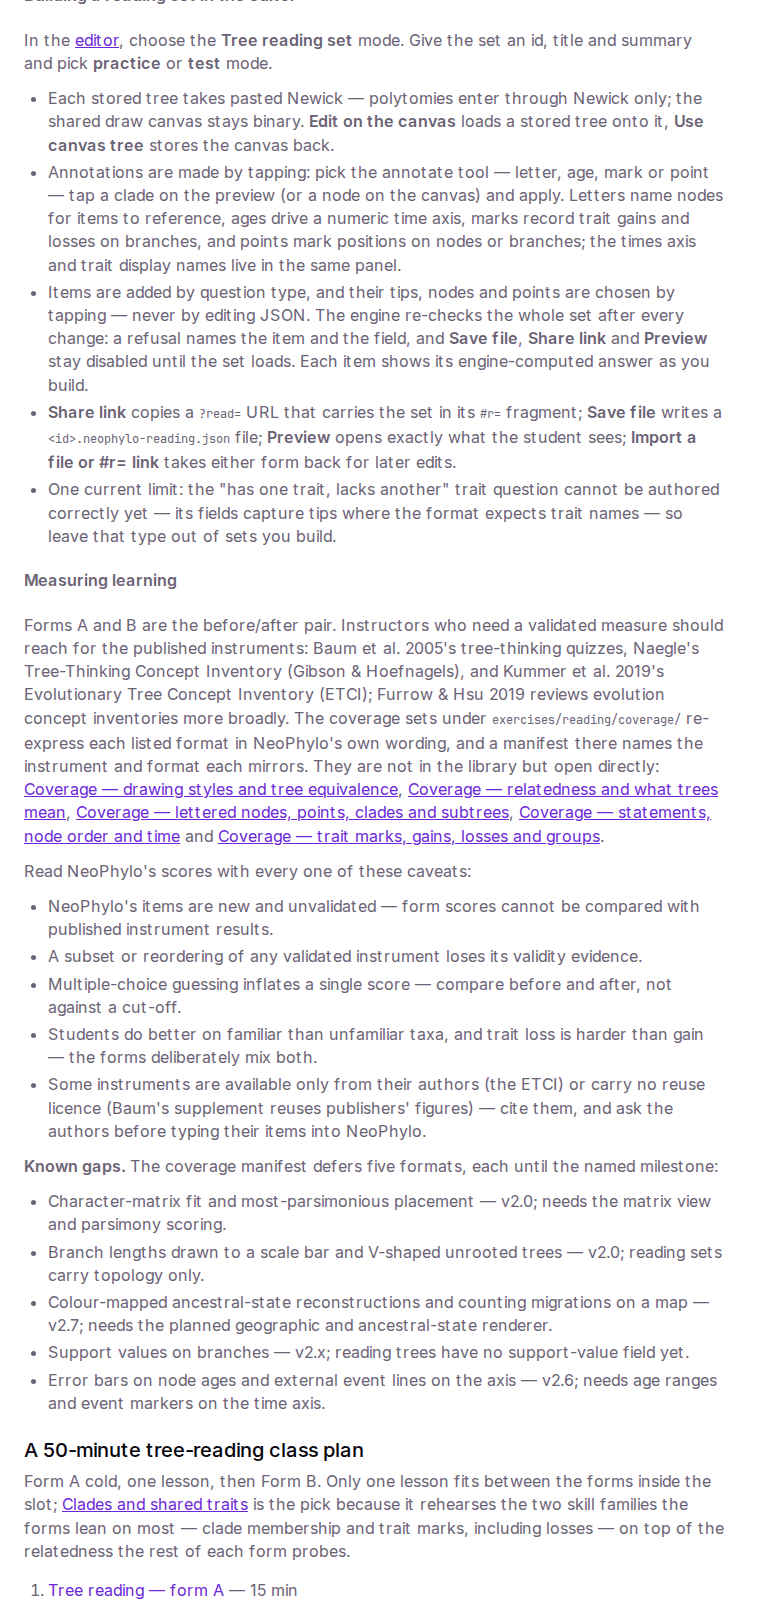 In the editor, choose the Tree reading set mode. Give the set an id, title and summary
and pick practice or test mode.
• Each stored tree takes pasted Newick — polytomies enter through Newick only; the
shared draw canvas stays binary. Edit on the canvas loads a stored tree onto it, Use
canvas tree stores the canvas back.
• Annotations are made by tapping: pick the annotate tool — letter, age, mark or point
— tap a clade on the preview (or a node on the canvas) and apply. Letters name nodes
for items to reference, ages drive a numeric time axis, marks record trait gains and
losses on branches, and points mark positions on nodes or branches; the times axis
and trait display names live in the same panel.
• Items are added by question type, and their tips, nodes and points are chosen by
tapping — never by editing JSON. The engine re-checks the whole set after every
change: a refusal names the item and the field, and Save file, Share link and Preview
stay disabled until the set loads. Each item shows its engine-computed answer as you
build.
• Share link copies a ?read= URL that carries the set in its #r= fragment; Save file writes a
<id>.neophylo-reading.json file; Preview opens exactly what the student sees; Import a
file or #r= link takes either form back for later edits.
• One current limit: the "has one trait, lacks another" trait question cannot be authored
correctly yet — its fields capture tips where the format expects trait names — so
leave that type out of sets you build.
Measuring learning
Forms A and B are the before/after pair. Instructors who need a validated measure should
reach for the published instruments: Baum et al. 2005's tree-thinking quizzes, Naegle's
Tree-Thinking Concept Inventory (Gibson & Hoefnagels), and Kummer et al. 2019's
Evolutionary Tree Concept Inventory (ETCI); Furrow & Hsu 2019 reviews evolution
concept inventories more broadly. The coverage sets under exercises/reading/coverage/ re-
express each listed format in NeoPhylo's own wording, and a manifest there names the
instrument and format each mirrors. They are not in the library but open directly:
Coverage — drawing styles and tree equivalence, Coverage — relatedness and what trees
mean, Coverage — lettered nodes, points, clades and subtrees, Coverage — statements,
node order and time and Coverage — trait marks, gains, losses and groups.
Read NeoPhylo's scores with every one of these caveats:
• NeoPhylo's items are new and unvalidated — form scores cannot be compared with
published instrument results.
• A subset or reordering of any validated instrument loses its validity evidence.
• Multiple-choice guessing inflates a single score — compare before and after, not
against a cut-off.
• Students do better on familiar than unfamiliar taxa, and trait loss is harder than gain
— the forms deliberately mix both.
• Some instruments are available only from their authors (the ETCI) or carry no reuse
licence (Baum's supplement reuses publishers' figures) — cite them, and ask the
authors before typing their items into NeoPhylo.
Known gaps. The coverage manifest defers five formats, each until the named milestone:
• Character-matrix fit and most-parsimonious placement — v2.0; needs the matrix view
and parsimony scoring.
• Branch lengths drawn to a scale bar and V-shaped unrooted trees — v2.0; reading sets
carry topology only.
• Colour-mapped ancestral-state reconstructions and counting migrations on a map —
v2.7; needs the planned geographic and ancestral-state renderer.
• Support values on branches — v2.x; reading trees have no support-value field yet.
• Error bars on node ages and external event lines on the axis — v2.6; needs age ranges
and event markers on the time axis.
A 50-minute tree-reading class plan
Form A cold, one lesson, then Form B. Only one lesson fits between the forms inside the
slot; Clades and shared traits is the pick because it rehearses the two skill families the
forms lean on most — clade membership and trait marks, including losses — on top of the
relatedness the rest of each form probes.
1. Tree reading — form A — 15 min